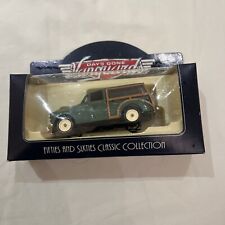 DAYS GONE
Vanguards
FIFTIES AND SIXTIES CLASSIC COLLECTION